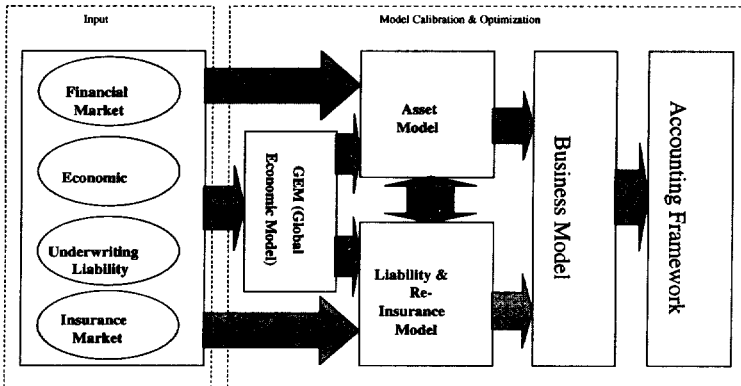 Input
Model Calibration & Optimization
Financial
Market
Economic
Underwriting
Liability
Insurance
Market
GEM (Global
Economic Model)
Asset
Model
Liability &
Re-
Insurance Model
Business Model
Accounting Framework